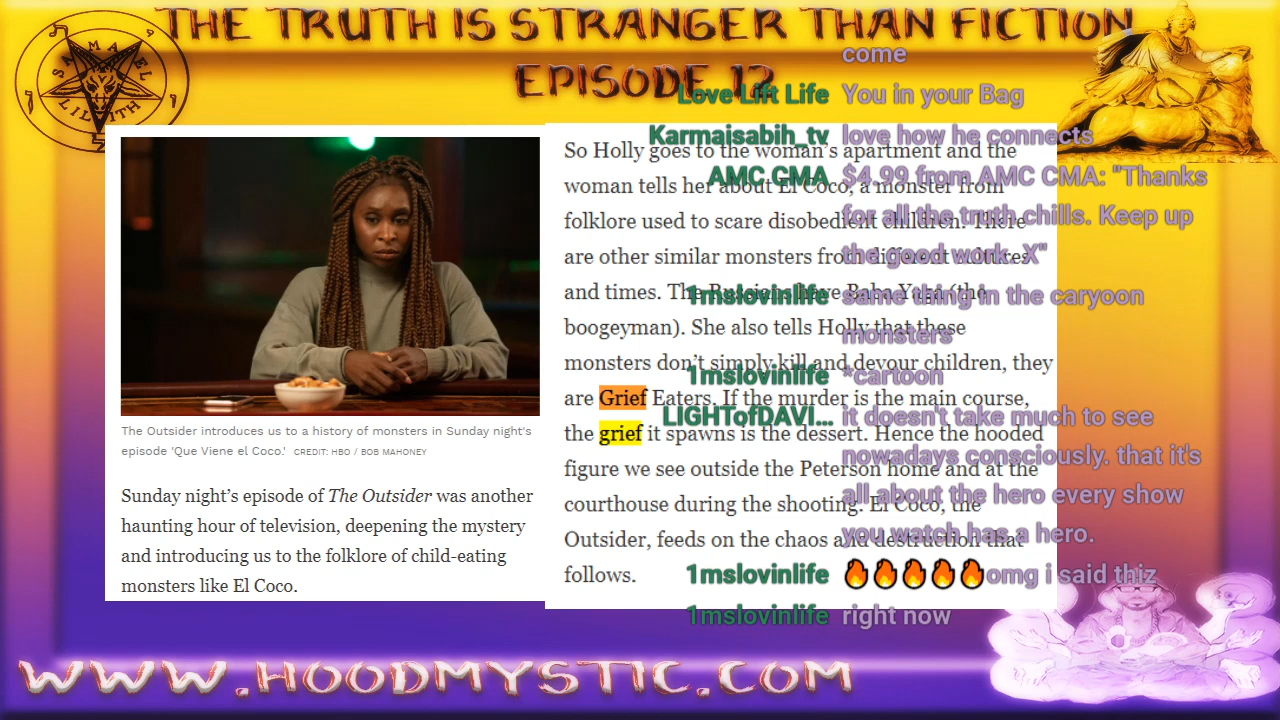 THE TRUTH IS STRANGER THAN FICTION
EPISODE 12
SAMAEL
LILITH
come
Love Lift Life You in your Bag
Karmaisabih_tv love how he connects
AMC CMA $4.99 from AMC CMA: "Thanks
for all the truth chills. Keep up
the good work. X"
1mslovinlife same thing in the caryoon
monsters
1mslovinlife *cartoon
LIGHTofDAVI... it doesn't take much to see
nowadays consciously. that it's
all about the hero every show
you watch has a hero.
1mslovinlife 🔥🔥🔥🔥🔥omg i said thiz
1mslovinlife right now
The Outsider introduces us to a history of monsters in Sunday night's
episode 'Que Viene el Coco.' CREDIT: HBO / BOB MAHONEY
Sunday night's episode of The Outsider was another
haunting hour of television, deepening the mystery
and introducing us to the folklore of child-eating
monsters like El Coco.
So Holly goes to the woman's apartment and the
woman tells her about El Coco, a monster from
folklore used to scare disobedient children. There
are other similar monsters from different cultures
and times. The Russians have Baba Yaga (the
boogeyman). She also tells Holly that these
monsters don't simply kill and devour children, they
are Grief Eaters. If the murder is the main course,
the grief it spawns is the dessert. Hence the hooded
figure we see outside the Peterson home and at the
courthouse during the shooting. El Coco, the
Outsider, feeds on the chaos and destruction that
follows.
WWW.HOODMYSTIC.COM